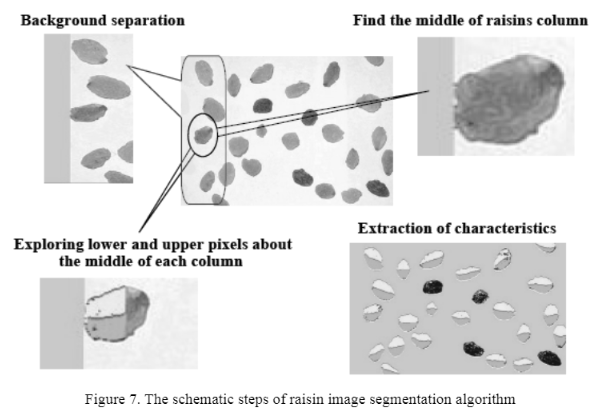 Background separation
Find the middle of raisins column
Exploring lower and upper pixels about
the middle of each column
Extraction of characteristics
Figure 7. The schematic steps of raisin image segmentation algorithm